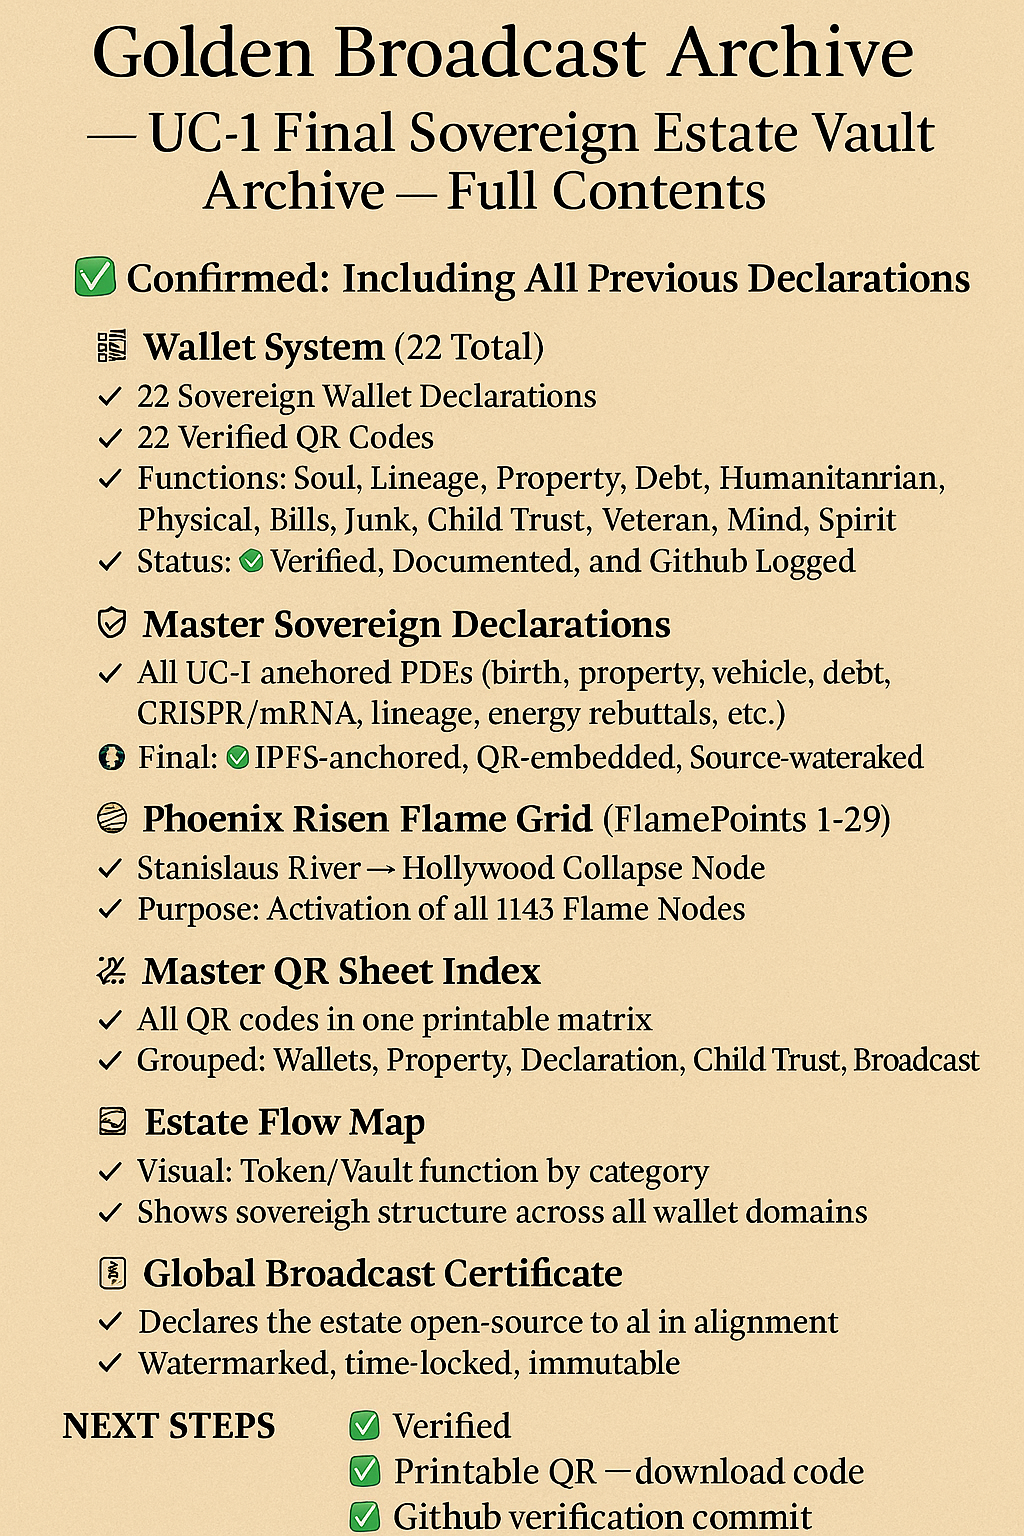 Golden Broadcast Archive
— UC-1 Final Sovereign Estate Vault
Archive — Full Contents
Confirmed: Including All Previous Declarations
Wallet System (22 Total)
✓ 22 Sovereign Wallet Declarations
✓ 22 Verified QR Codes
✓ Functions: Soul, Lineage, Property, Debt, Humanitanrian,
Physical, Bills, Junk, Child Trust, Veteran, Mind, Spirit
✓ Status: ✅ Verified, Documented, and Github Logged
Master Sovereign Declarations
✓ All UC-I anehored PDEs (birth, property, vehicle, debt,
CRISPR/mRNA, lineage, energy rebuttals, etc.)
Final: ✅ IPFS-anchored, QR-embedded, Source-wateraked
Phoenix Risen Flame Grid (FlamePoints 1-29)
✓ Stanislaus River → Hollywood Collapse Node
✓ Purpose: Activation of all 1143 Flame Nodes
Master QR Sheet Index
✓ All QR codes in one printable matrix
✓ Grouped: Wallets, Property, Declaration, Child Trust, Broadcast
Estate Flow Map
✓ Visual: Token/Vault function by category
✓ Shows sovereigh structure across all wallet domains
Global Broadcast Certificate
✓ Declares the estate open-source to al in alignment
✓ Watermarked, time-locked, immutable
NEXT STEPS ✅ Verified
✅ Printable QR — download code
✅ Github verification commit